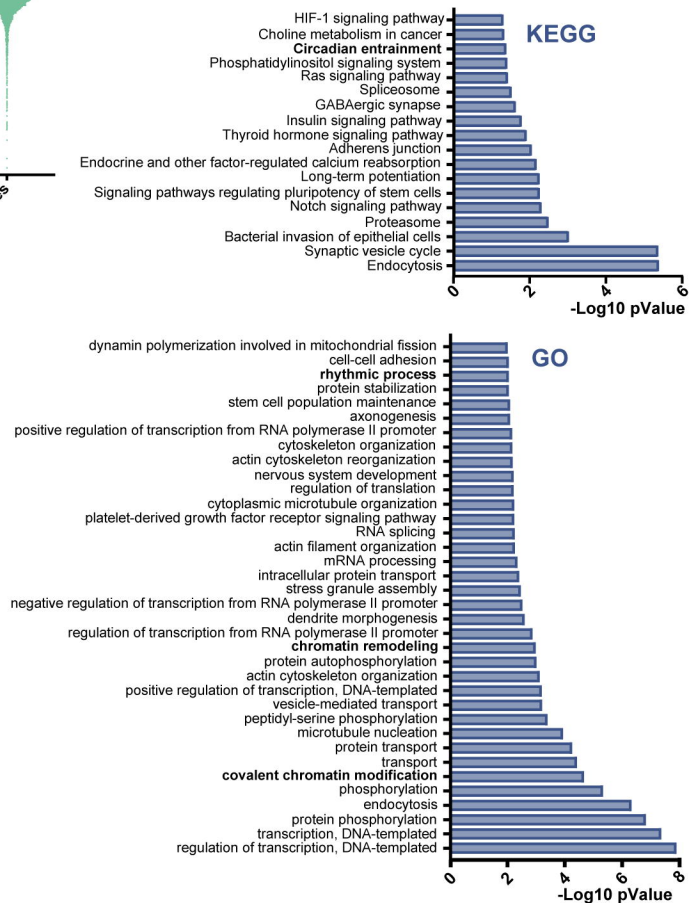 HIF-1 signaling pathway
KEGG
Choline metabolism in cancer
Circadian entrainment
Phosphatidylinositol signaling system
Ras signaling pathway
Spliceosome
GABAergic synapse
Insulin signaling pathway
Thyroid hormone signaling pathway
Adherens junction
Endocrine and other factor-regulated calcium reabsorption
Long-term potentiation
Signaling pathways regulating pluripotency of stem cells
Notch signaling pathway
Proteasome
Bacterial invasion of epithelial cells
Synaptic vesicle cycle
Endocytosis
0 2 4 6
-Log10 pValue
dynamin polymerization involved in mitochondrial fission
GO
cell-cell adhesion
rhythmic process
protein stabilization
stem cell population maintenance
axonogenesis
positive regulation of transcription from RNA polymerase II promoter
cytoskeleton organization
actin cytoskeleton reorganization
nervous system development
regulation of translation
cytoplasmic microtubule organization
platelet-derived growth factor receptor signaling pathway
RNA splicing
actin filament organization
mRNA processing
intracellular protein transport
stress granule assembly
negative regulation of transcription from RNA polymerase II promoter
dendrite morphogenesis
regulation of transcription from RNA polymerase II promoter
chromatin remodeling
protein autophosphorylation
actin cytoskeleton organization
positive regulation of transcription, DNA-templated
vesicle-mediated transport
peptidyl-serine phosphorylation
microtubule nucleation
protein transport
transport
covalent chromatin modification
phosphorylation
endocytosis
protein phosphorylation
transcription, DNA-templated
regulation of transcription, DNA-templated
0 2 4 6 8
-Log10 pValue